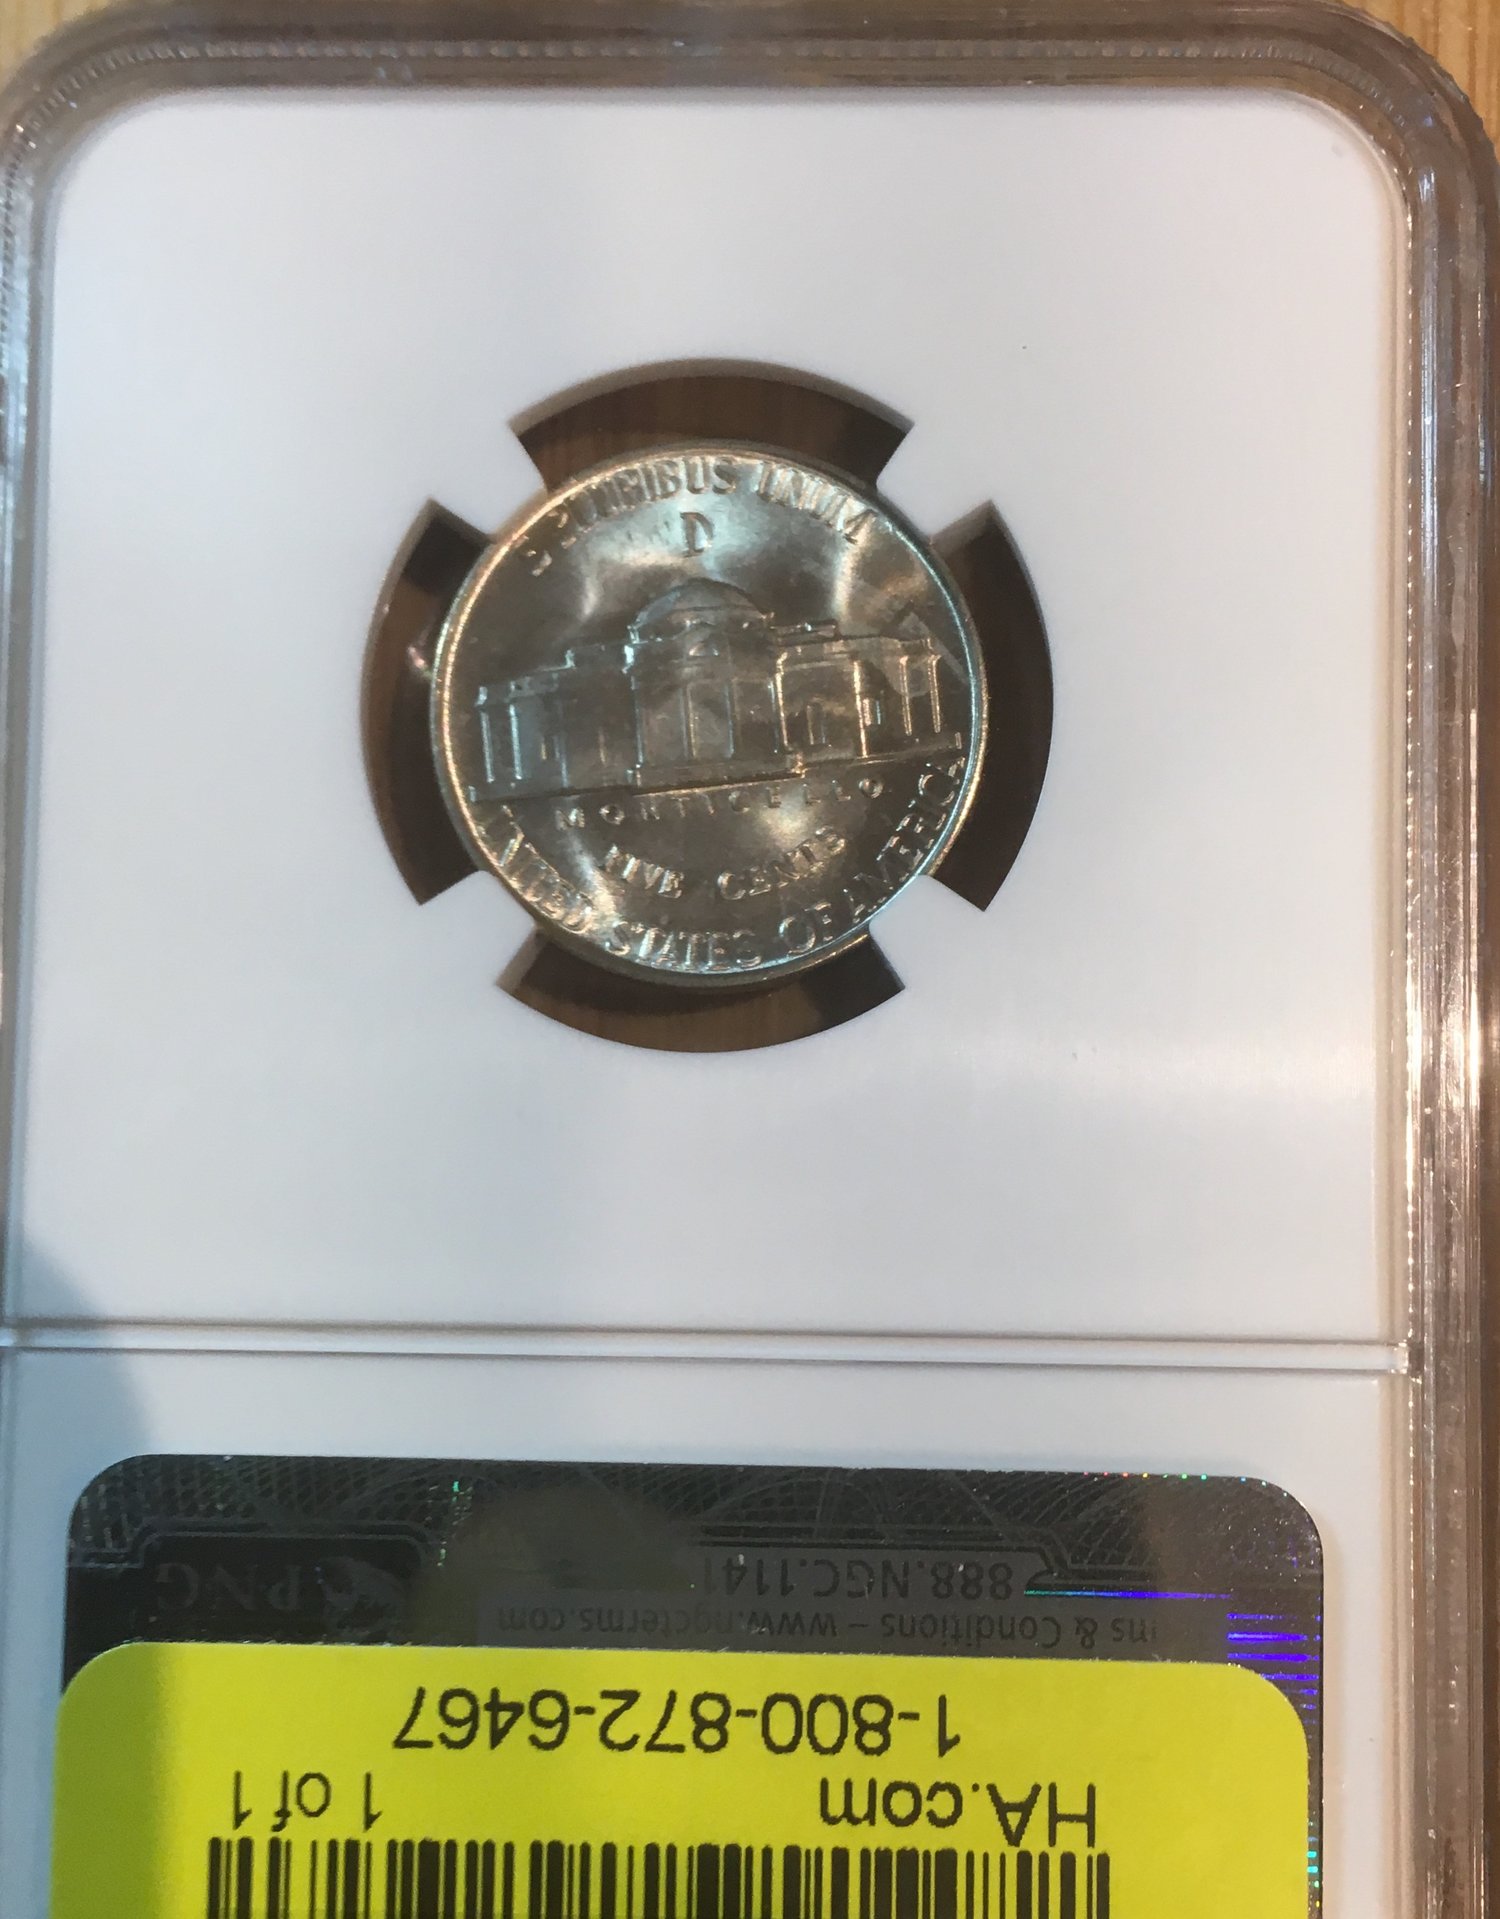 E PLURIBUS UNUM
D
MONTICELLO
FIVE CENTS
UNITED STATES OF AMERICA
PNG
888.NGC.1141
& Conditions – www.ngcterms.com
1-800-872-6467
HA.com 1 of 1